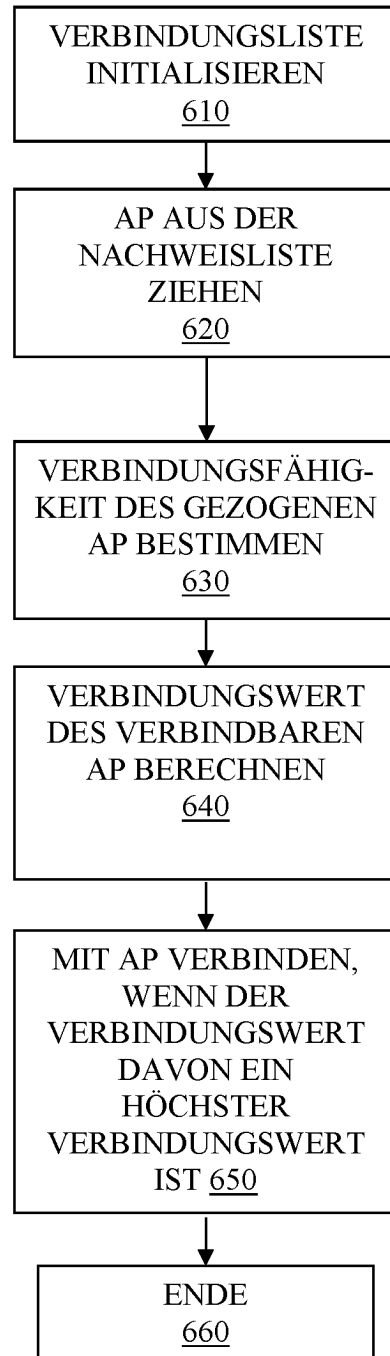 VERBINDUNGSLISTE
INITIALISIEREN
610
AP AUS DER
NACHWEISLISTE
ZIEHEN
620
VERBINDUNGSFÄHIG-
KEIT DES GEZOGENEN
AP BESTIMMEN
630
VERBINDUNGSWERT
DES VERBINDBAREN
AP BERECHNEN
640
MIT AP VERBINDEN,
WENN DER
VERBINDUNGSWERT
DAVON EIN
HÖCHSTER
VERBINDUNGSWERT
IST 650
ENDE
660